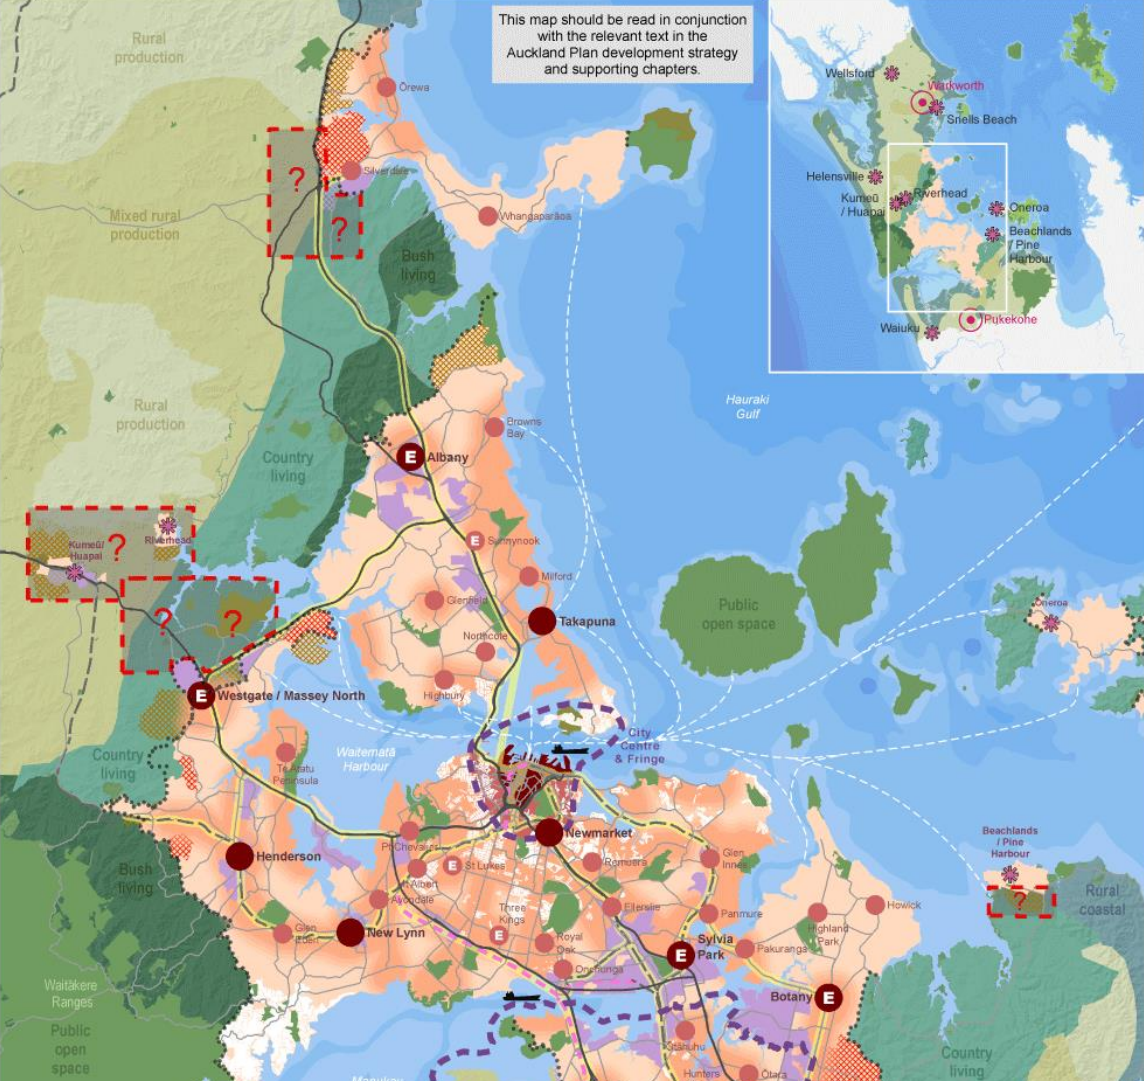 This map should be read in conjunction
with the relevant text in the
Auckland Plan development strategy
and supporting chapters.
Rural
production
Orewa
?
Silverdale
?
Whangaparāoa
Mixed rural
production
Bush
living
Wellsford
Warkworth
Snells Beach
Helensville
Kumeū
/ Huapai
Riverhead
Oneroa
Beachlands
/ Pine
Harbour
Waiuku
Pukekohe
Hauraki
Gulf
Rural
production
Country
living
Browns
Bay
E
Albany
E
Sunnynook
Kumeū/
Huapai
?
Riverhead
?
?
Milford
Glenfield
Takapuna
Northcote
Highbury
Public
open space
Oneroa
E
Westgate / Massey North
City
Centre
& Fringe
Waitematā
Harbour
Country
living
Te Atatu
Peninsula
Newmarket
Henderson
Pt Chevalier
E
St Lukes
Mt Albert
Remuera
Glen
Innes
Beachlands
/ Pine
Harbour
?
Rural
coastal
Bush
living
Avondale
Three
Kings
E
Ellerslie
Panmure
Highland
Park
Howick
Glen
Eden
New Lynn
Royal
Oak
Onehunga
E
Sylvia
Park
Pakuranga
Waitākere
Ranges
Botany
E
Public
open
space
Otāhuhu
Country
living
Manukau
Hunters
Ōtara